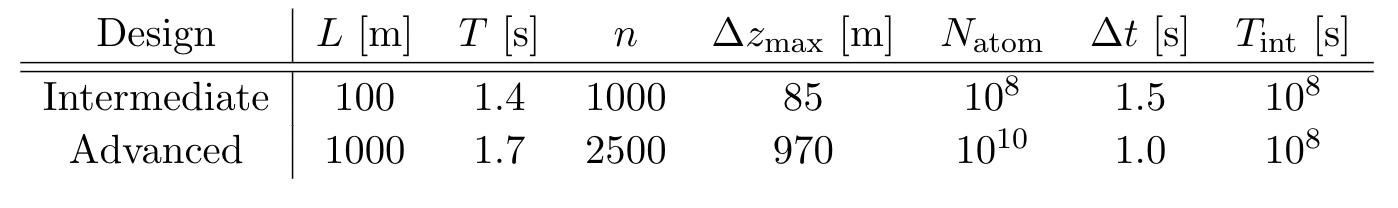 Design L [m] T [s] n Δz_max [m] N_atom Δt [s] T_int [s]
Intermediate 100 1.4 1000 85 10^8 1.5 10^8
Advanced 1000 1.7 2500 970 10^10 1.0 10^8